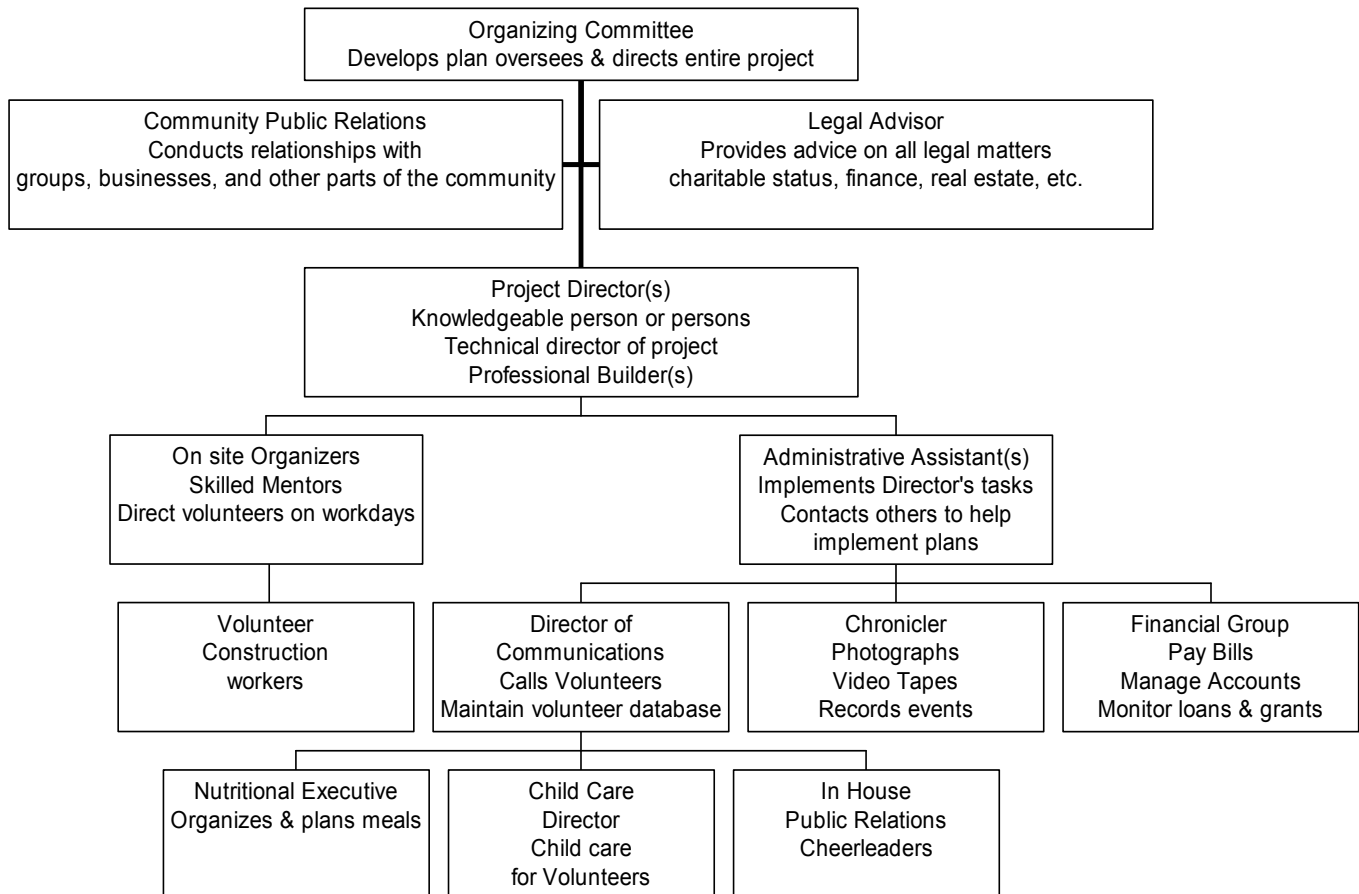 Organizing Committee
Develops plan oversees & directs entire project
Community Public Relations
Conducts relationships with
groups, businesses, and other parts of the community
Legal Advisor
Provides advice on all legal matters
charitable status, finance, real estate, etc.
Project Director(s)
Knowledgeable person or persons
Technical director of project
Professional Builder(s)
On site Organizers
Skilled Mentors
Direct volunteers on workdays
Administrative Assistant(s)
Implements Director's tasks
Contacts others to help
implement plans
Volunteer
Construction
workers
Director of
Communications
Calls Volunteers
Maintain volunteer database
Chronicler
Photographs
Video Tapes
Records events
Financial Group
Pay Bills
Manage Accounts
Monitor loans & grants
Nutritional Executive
Organizes & plans meals
Child Care
Director
Child care
for Volunteers
In House
Public Relations
Cheerleaders